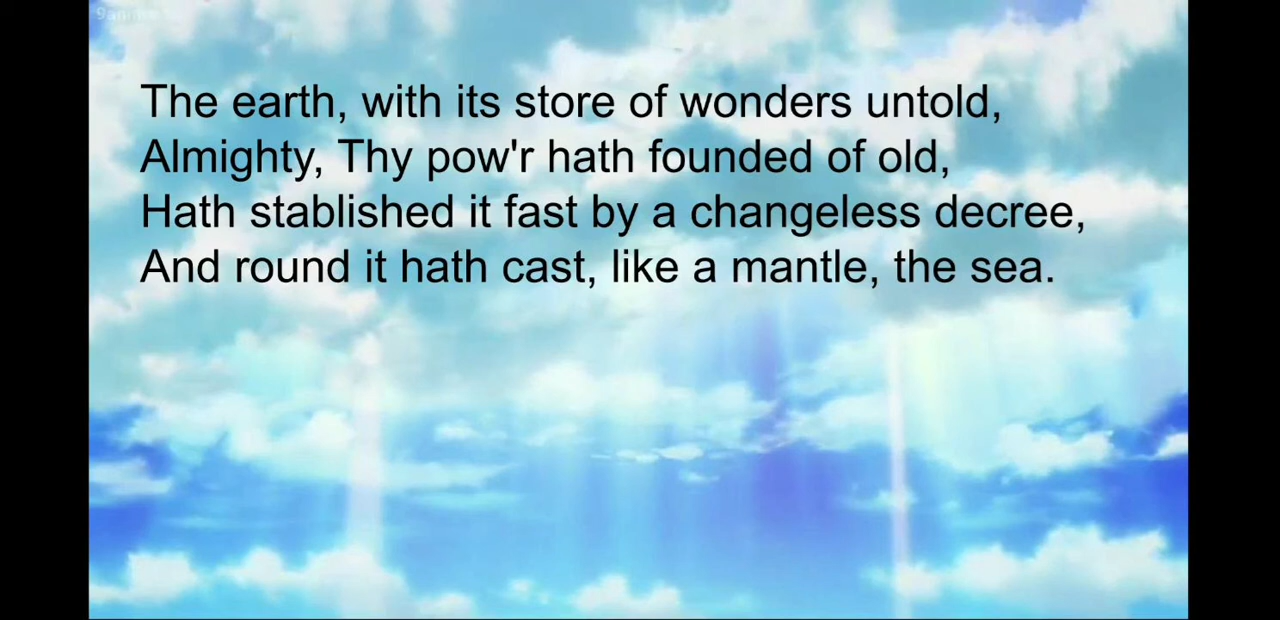 The earth, with its store of wonders untold,
Almighty, Thy pow'r hath founded of old,
Hath stablished it fast by a changeless decree,
And round it hath cast, like a mantle, the sea.